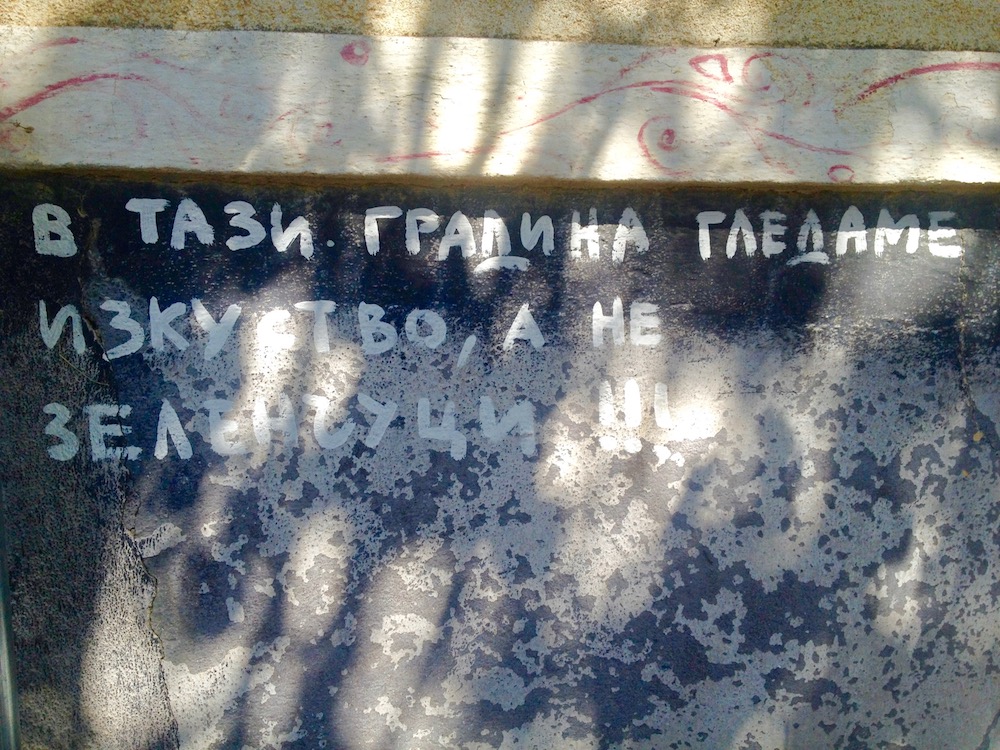 В ТАЗИ ГРАДИНА ГЛЕДАМЕ
ИЗКУСТВО, А НЕ
ЗЕЛЕНЧУЦИ !!!